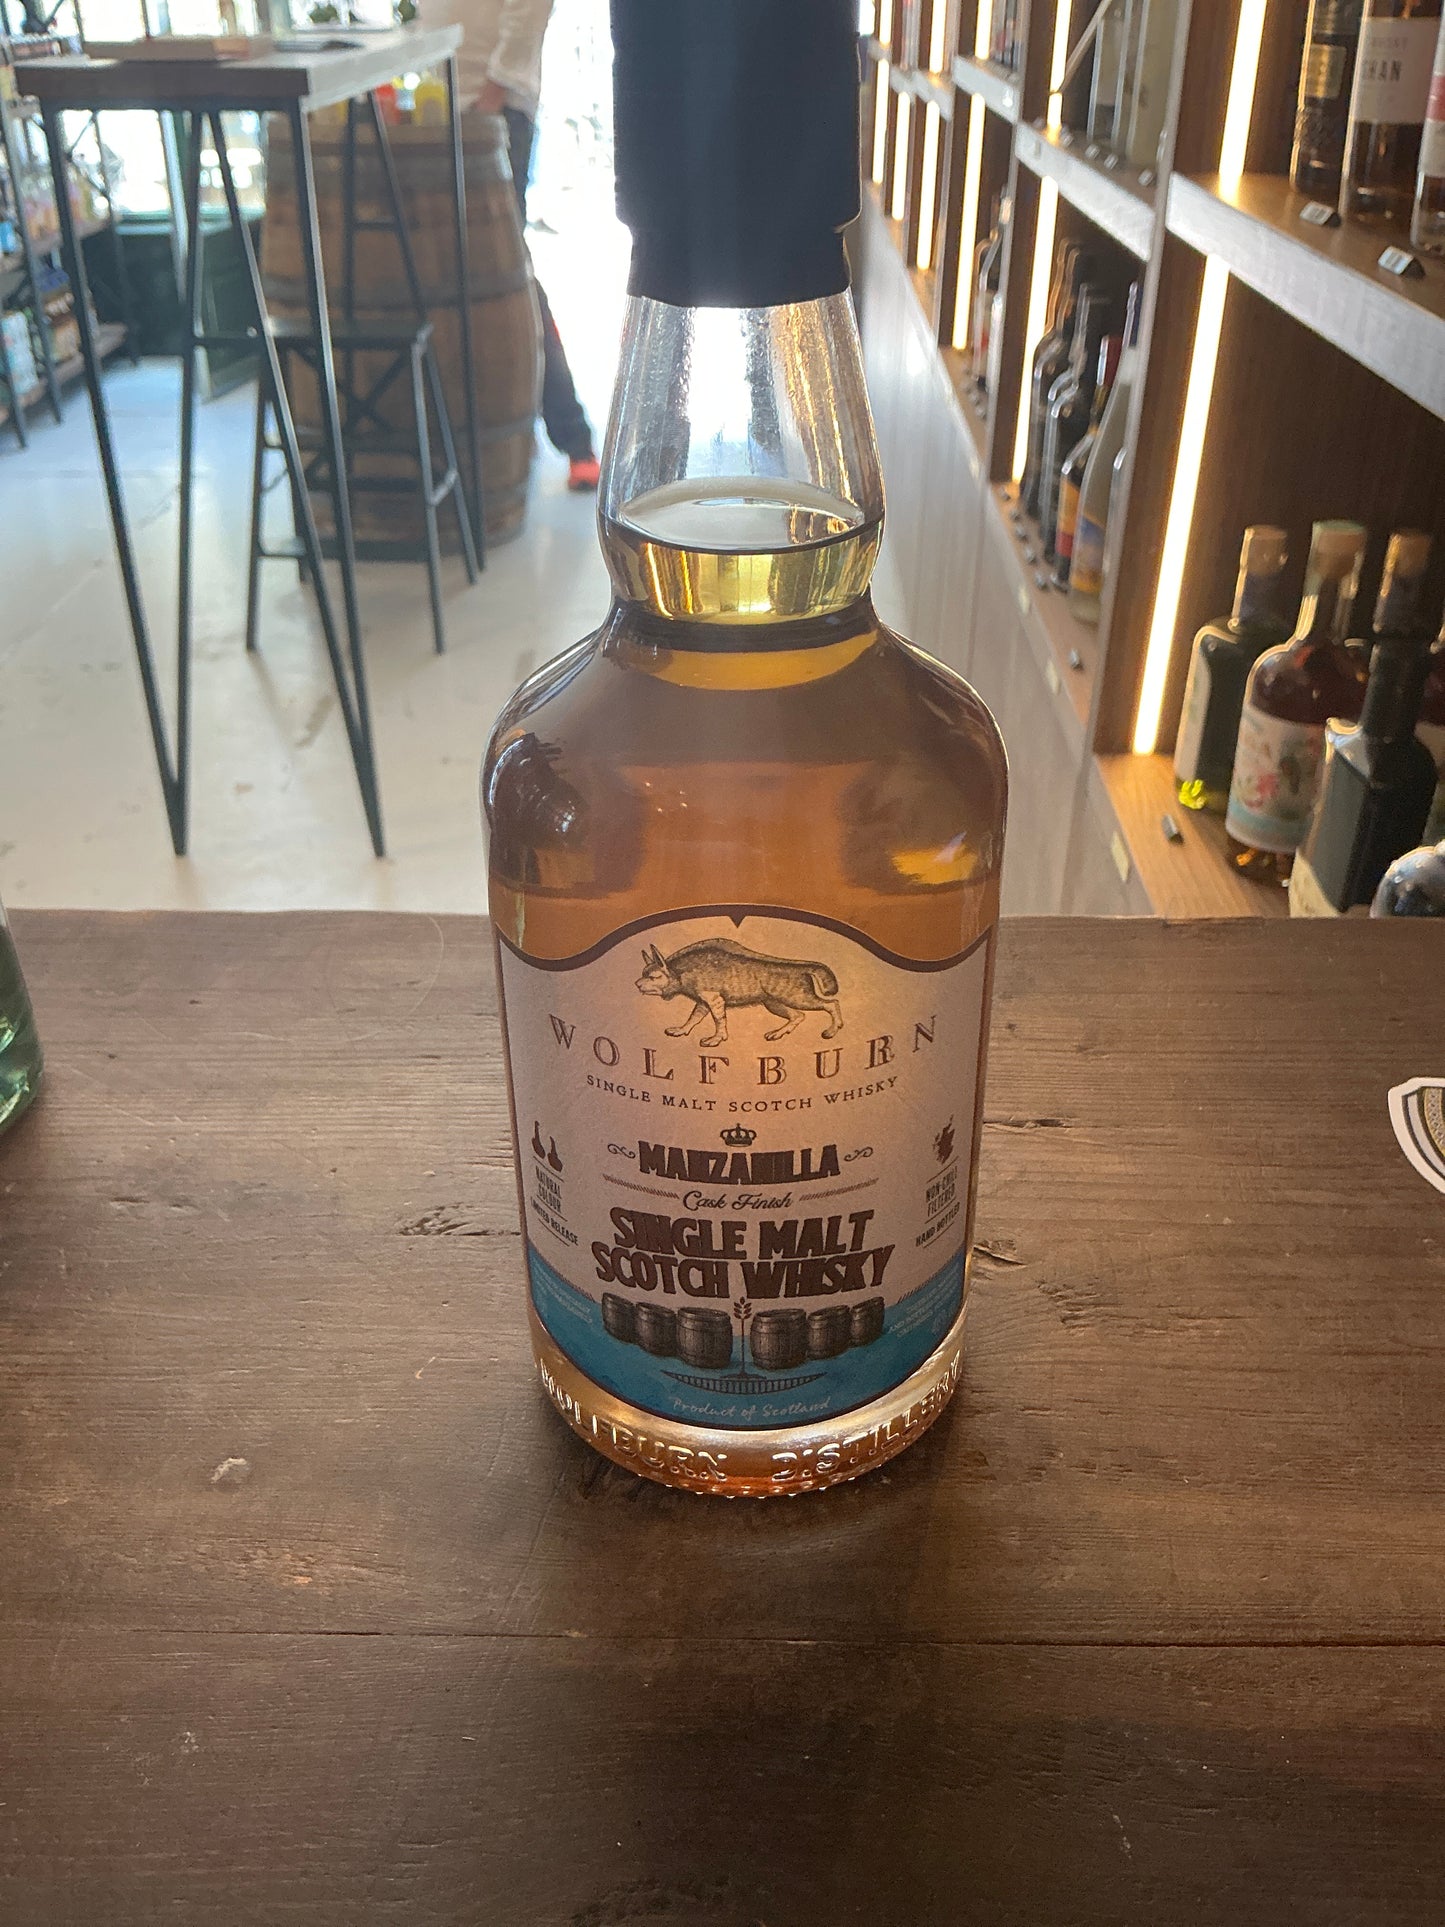 WOLFBURN
SINGLE MALT SCOTCH WHISKY
MANZANILLA
Cask Finish
SINGLE MALT
SCOTCH WHISKY
NATURAL
COLOUR
LIMITED RELEASE
NON-CHILL
FILTERED
HAND BOTTLED
Product of Scotland
WOLFBURN DISTILLERY